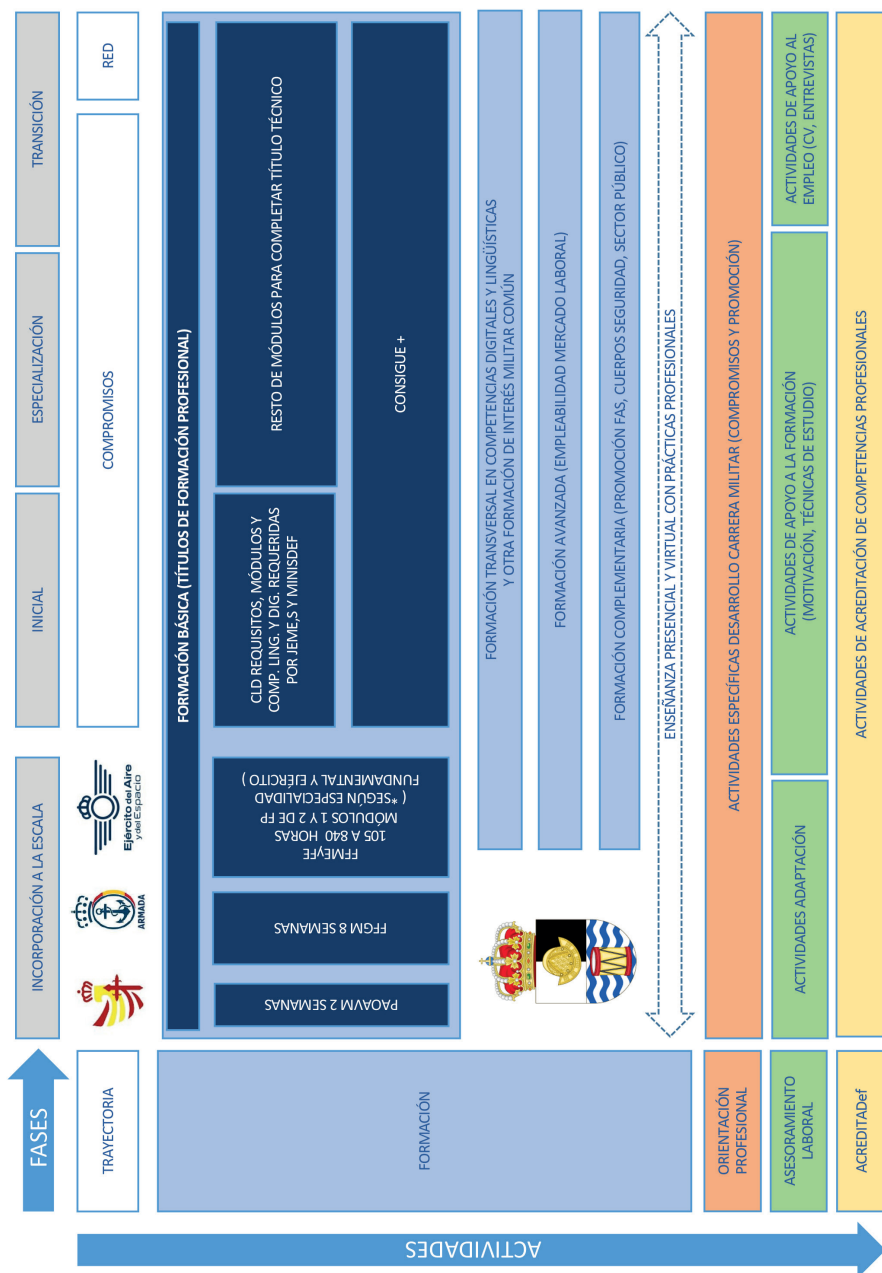 FASES
INCORPORACIÓN A LA ESCALA
INICIAL
ESPECIALIZACIÓN
TRANSICIÓN
ACTIVIDADES
TRAYECTORIA
ARMADA
Ejército del Aire
y del Espacio
COMPROMISOS
RED
FORMACIÓN
FORMACIÓN BÁSICA (TÍTULOS DE FORMACIÓN PROFESIONAL)
PAOAVM 2 SEMANAS
FFGM 8 SEMANAS
FFMEyFE
105 A 840 HORAS
MÓDULOS 1 Y 2 DE FP
( *SEGÚN ESPECIALIDAD
FUNDAMENTAL Y EJÉRCITO )
CLD REQUISITOS, MÓDULOS Y
COMP. LING. Y DIG. REQUERIDAS
POR JEME,S Y MINISDEF
RESTO DE MÓDULOS PARA COMPLETAR TÍTULO TÉCNICO
CONSIGUE +
FORMACIÓN TRANSVERSAL EN COMPETENCIAS DIGITALES Y LINGÜÍSTICAS
Y OTRA FORMACIÓN DE INTERÉS MILITAR COMÚN
FORMACIÓN AVANZADA (EMPLEABILIDAD MERCADO LABORAL)
FORMACIÓN COMPLEMENTARIA (PROMOCIÓN FAS, CUERPOS SEGURIDAD, SECTOR PÚBLICO)
ENSEÑANZA PRESENCIAL Y VIRTUAL CON PRÁCTICAS PROFESIONALES
ORIENTACIÓN
PROFESIONAL
ACTIVIDADES ESPECÍFICAS DESARROLLO CARRERA MILITAR (COMPROMISOS Y PROMOCIÓN)
ASESORAMIENTO
LABORAL
ACTIVIDADES ADAPTACIÓN
ACTIVIDADES DE APOYO A LA FORMACIÓN
(MOTIVACIÓN, TÉCNICAS DE ESTUDIO)
ACTIVIDADES DE APOYO AL
EMPLEO (CV, ENTREVISTAS)
ACREDITADef
ACTIVIDADES DE ACREDITACIÓN DE COMPETENCIAS PROFESIONALES